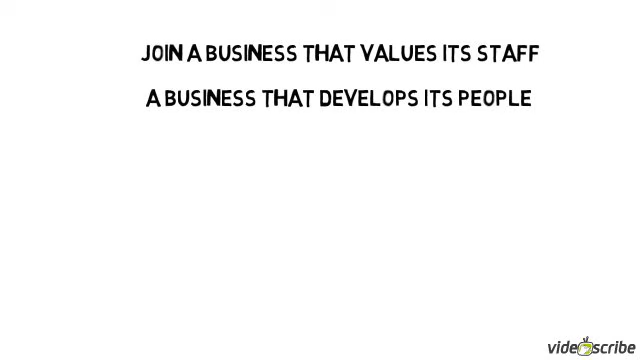 JOIN A BUSINESS THAT VALUES ITS STAFF
A BUSINESS THAT DEVELOPS ITS PEOPLE
videoscribe